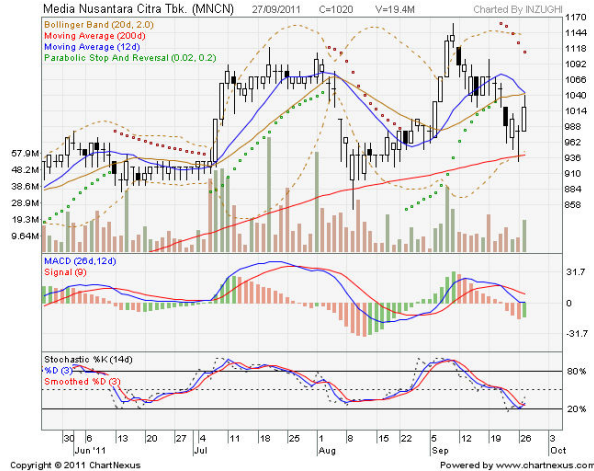 Media Nusantara Citra Tbk. (MNCN) 27/09/2011 C=1020 V=19.4M Charted By INZUGHI
Bollinger Band (20d, 2.0)
Moving Average (200d)
Moving Average (12d)
Parabolic Stop And Reversal (0.02, 0.2)
1170
1144
1118
1092
1066
1040
1014
988
962
936
910
884
858
57.9M
48.2M
38.6M
28.9M
19.3M
9.64M
MACD (26d,12d)
Signal (9)
31.7
0
-31.7
Stochastic %K (14d)
%D (3)
Smoothed %D (3)
80%
20%
30 6 13 20 27 4 11 18 25 1 8 15 22 5 12 19 26 3
Jun '11 Jul Aug Sep Oct
Copyright © 2011 ChartNexus Powered by www.chartnexus.com